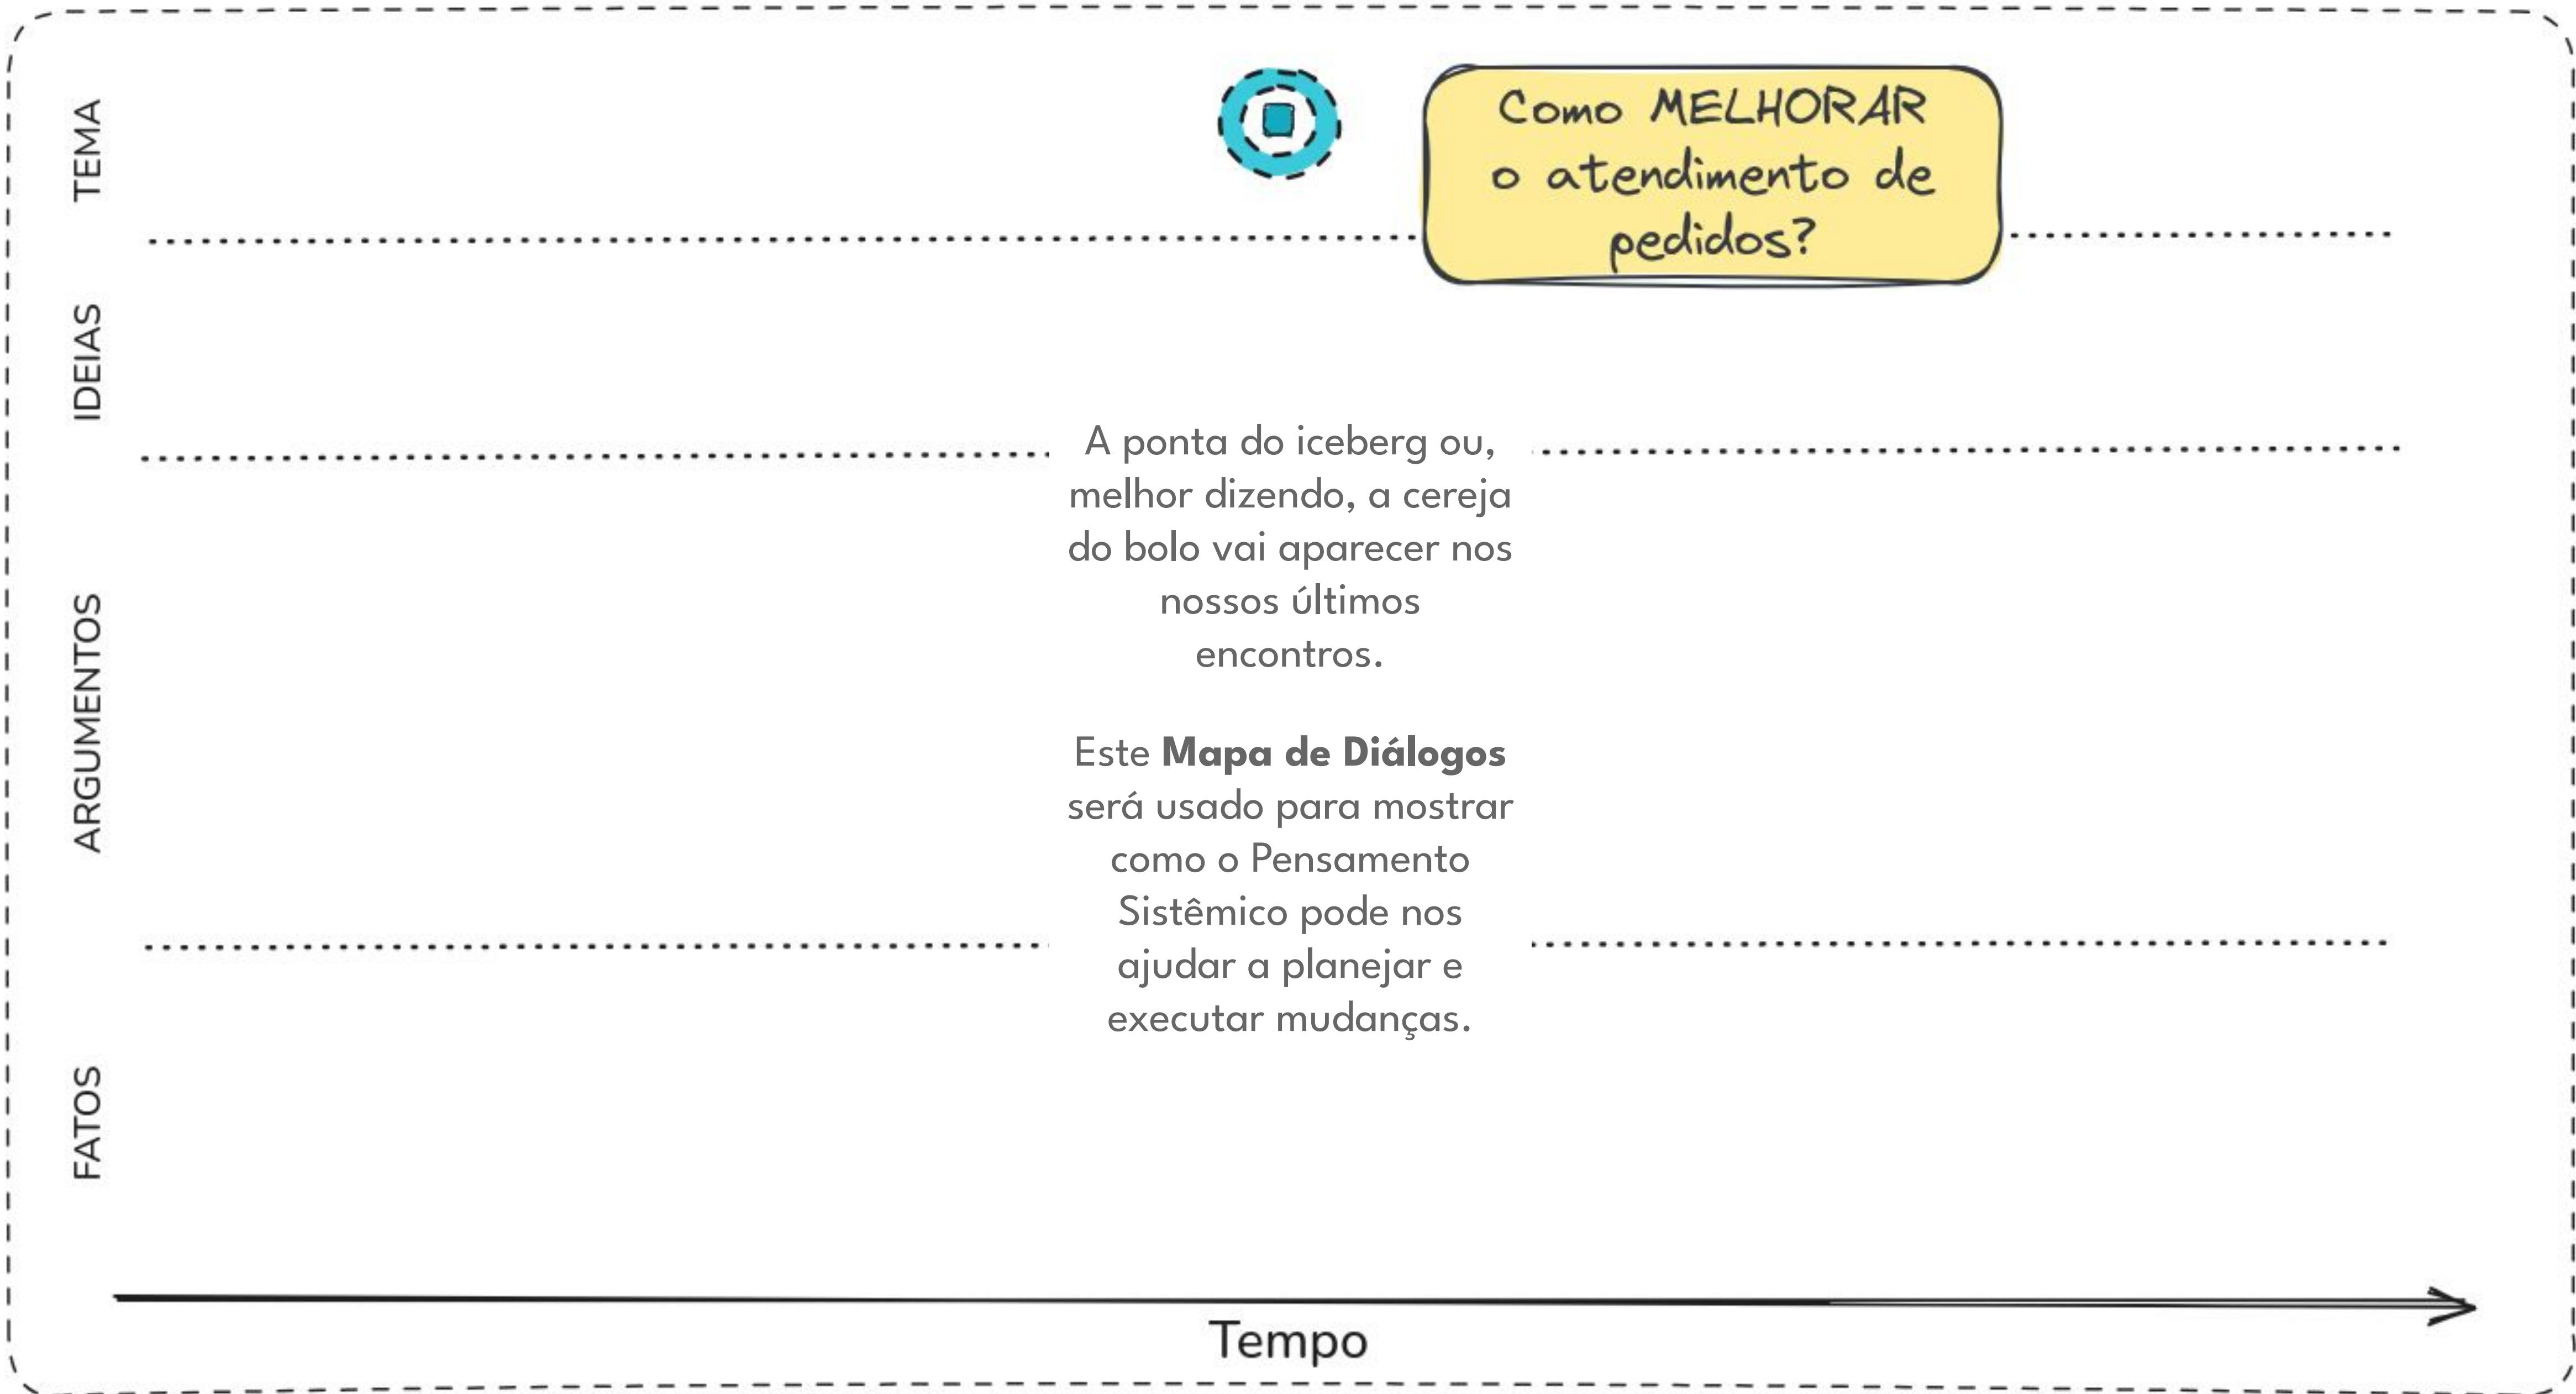 TEMA
Como MELHORAR
o atendimento de
pedidos?
IDEIAS
A ponta do iceberg ou,
melhor dizendo, a cereja
do bolo vai aparecer nos
nossos últimos
encontros.
ARGUMENTOS
Este Mapa de Diálogos
será usado para mostrar
como o Pensamento
Sistêmico pode nos
ajudar a planejar e
executar mudanças.
FATOS
Tempo